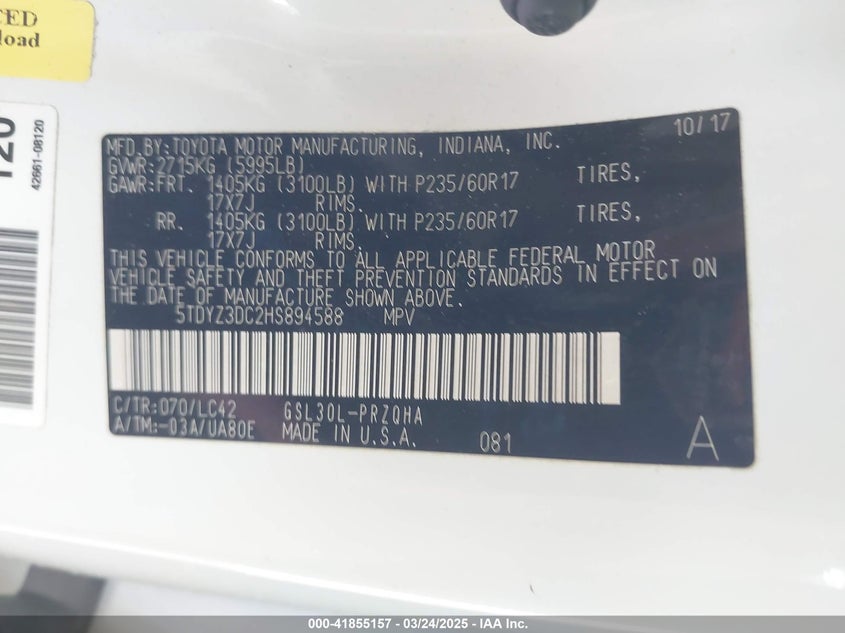 CED
load
120
42661-08120
10/17
MFD.BY:TOYOTA MOTOR MANUFACTURING, INDIANA, INC.
GVWR:2715KG (5995LB)
GAWR:FRT. 1405KG (3100LB) WITH P235/60R17 TIRES,
17X7J RIMS.
RR. 1405KG (3100LB) WITH P235/60R17 TIRES,
17X7J RIMS.
THIS VEHICLE CONFORMS TO ALL APPLICABLE FEDERAL MOTOR
VEHICLE SAFETY AND THEFT PREVENTION STANDARDS IN EFFECT ON
THE DATE OF MANUFACTURE SHOWN ABOVE.
5TDYZ3DC2HS894588 MPV
C/TR:070/LC42 GSL30L-PRZQHA
A/TM:-03A/UA80E MADE IN U.S.A. 081 A
000-41855157 - 03/24/2025 - IAA Inc.